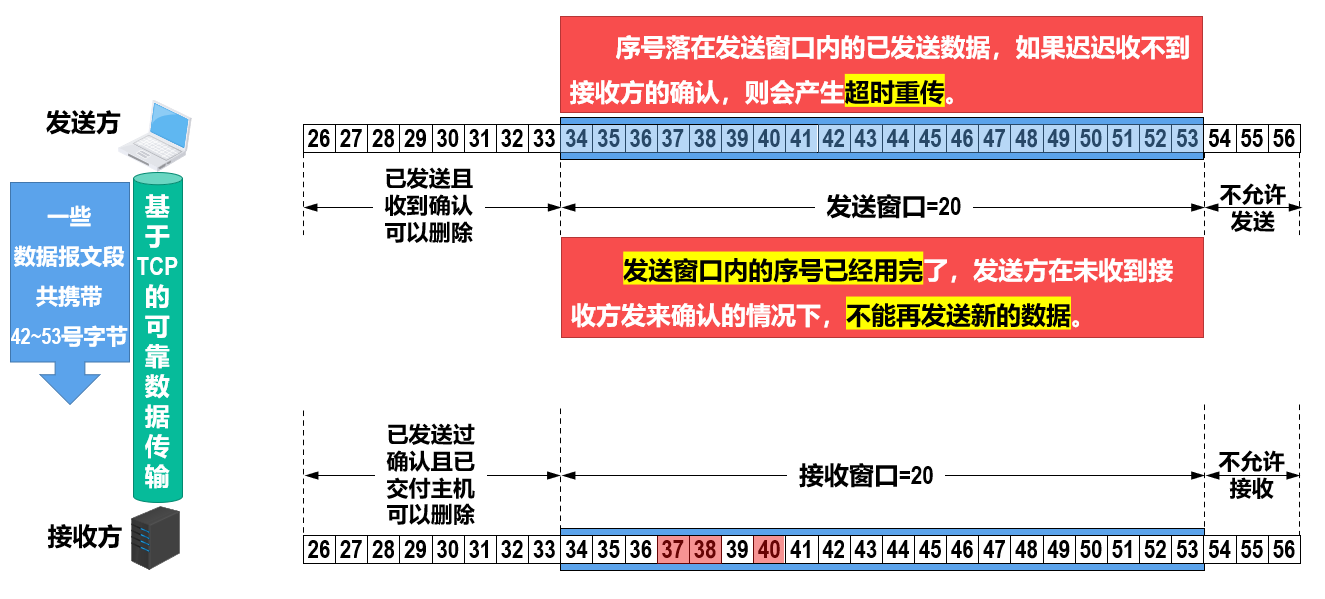 序号落在发送窗口内的已发送数据，如果迟迟收不到
接收方的确认，则会产生超时重传。
发送方
26 27 28 29 30 31 32 33 34 35 36 37 38 39 40 41 42 43 44 45 46 47 48 49 50 51 52 53 54 55 56
已发送且
收到确认
可以删除
发送窗口=20
不允许
发送
一些
数据报文段
共携带
42~53号字节
基于TCP的可靠数据传输
发送窗口内的序号已经用完了，发送方在未收到接
收方发来确认的情况下，不能再发送新的数据。
已发送过
确认且已
交付主机
可以删除
接收窗口=20
不允许
接收
接收方
26 27 28 29 30 31 32 33 34 35 36 37 38 39 40 41 42 43 44 45 46 47 48 49 50 51 52 53 54 55 56